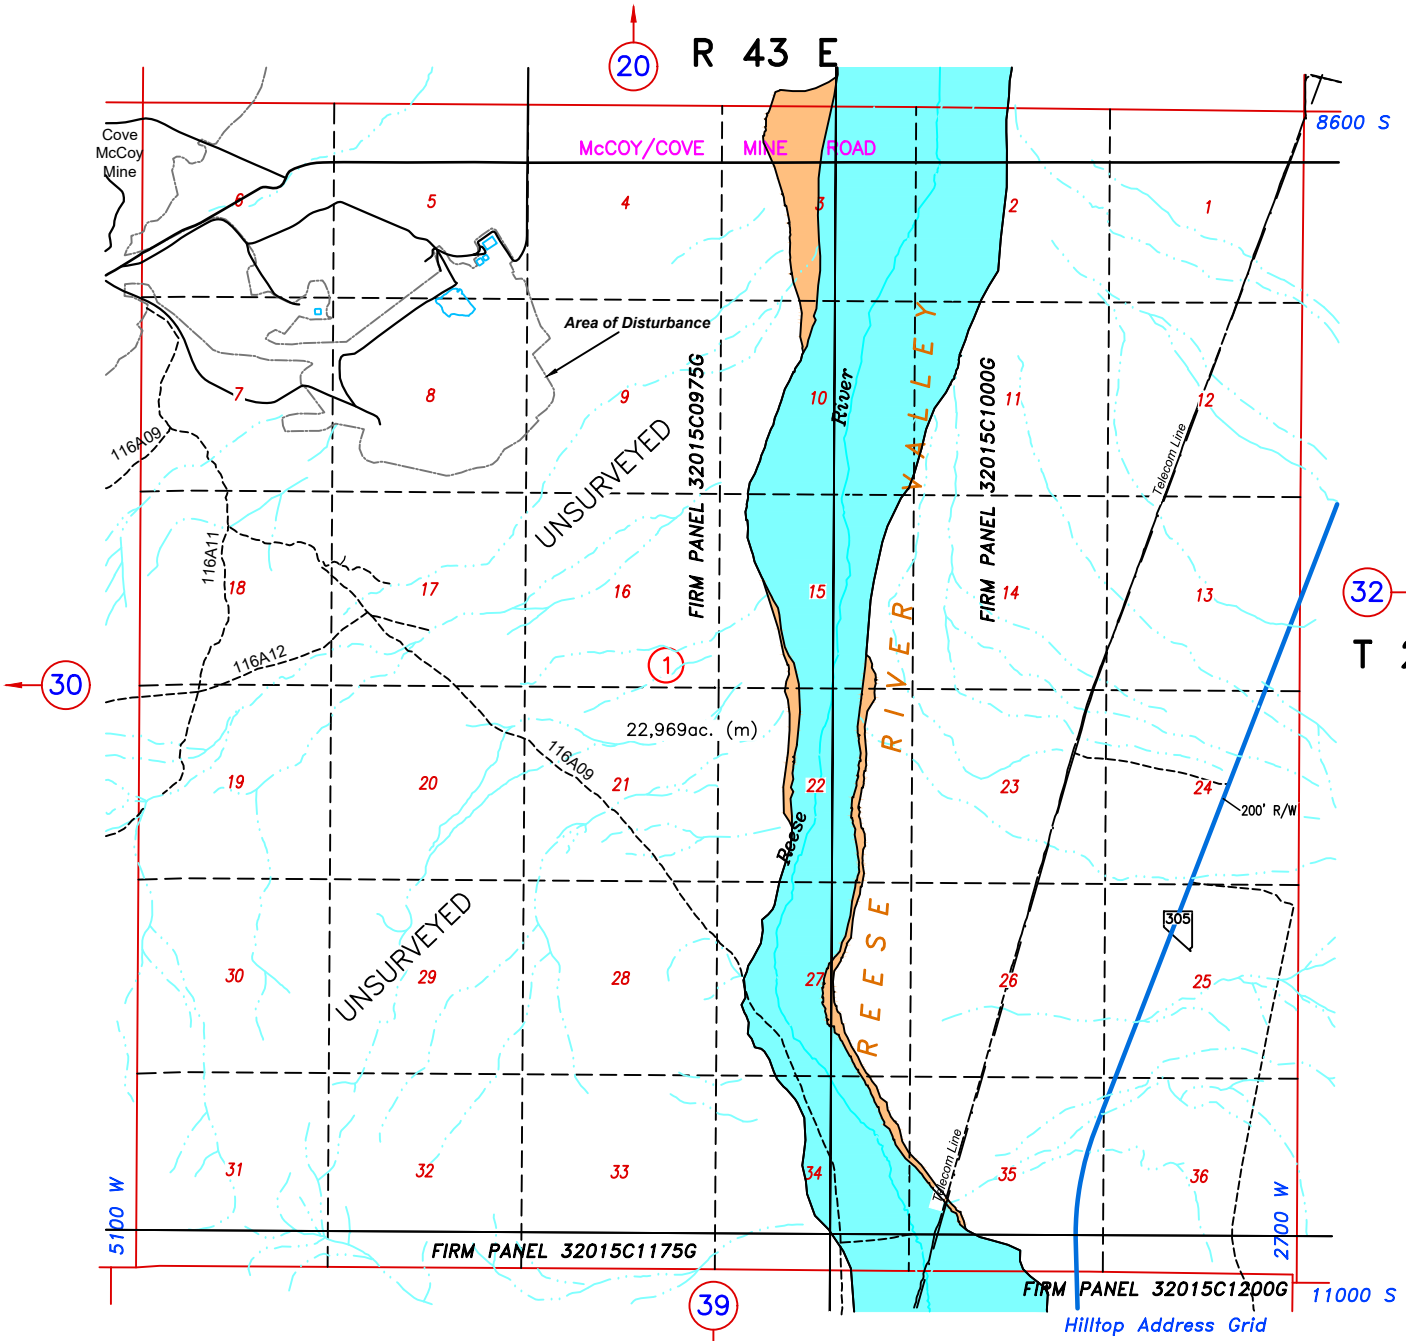 R 43 E
20
8600 S
Cove
McCoy
Mine
McCOY/COVE MINE ROAD
6
5
4
3
2
1
Area of Disturbance
7
8
9
10
11
12
River
VALLEY
FIRM PANEL 32015C0975G
FIRM PANEL 32015C1000G
Telecom Line
116A09
UNSURVEYED
116A11
18
17
16
15
14
13
32
T 2
116A12
1
30
RIVER
22,969ac. (m)
116A09
19
20
21
22
23
24
200' R/W
Reese
UNSURVEYED
REESE
305
30
29
28
27
26
25
31
32
33
34
35
36
Telecom Line
5100 W
2700 W
FIRM PANEL 32015C1175G
FIRM PANEL 32015C1200G
11000 S
39
Hilltop Address Grid